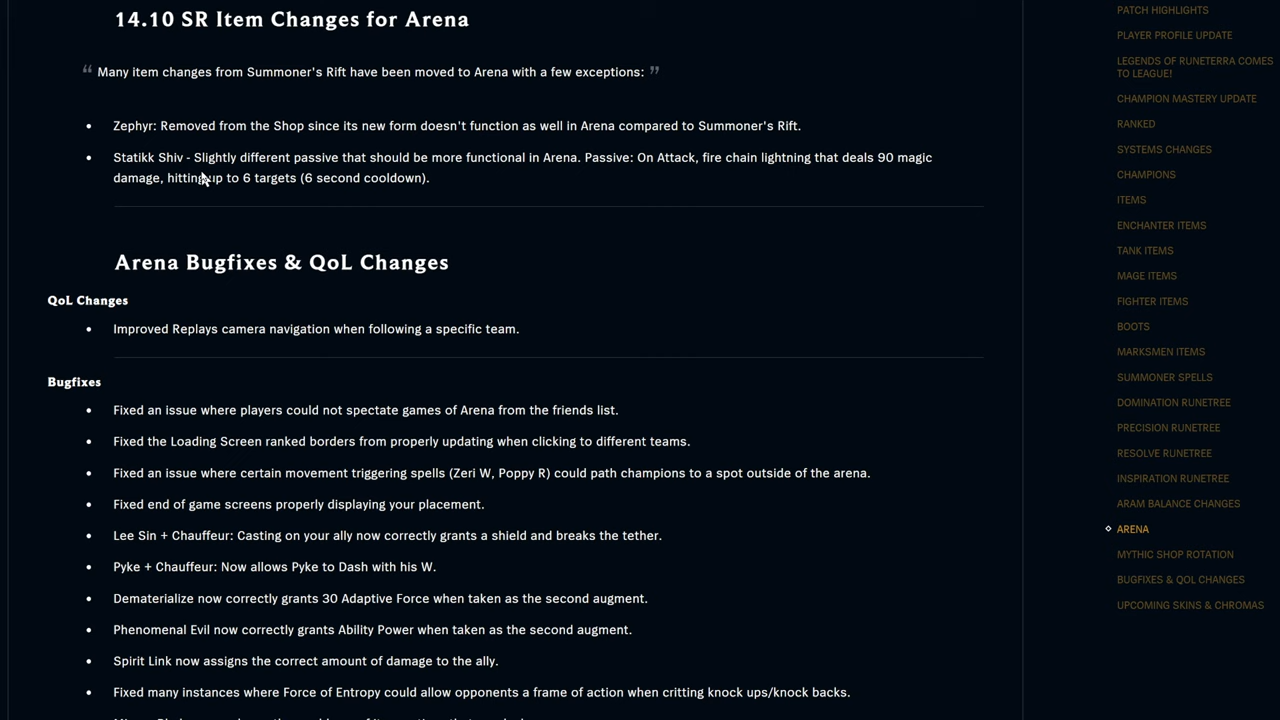 14.10 SR Item Changes for Arena
“ Many item changes from Summoner's Rift have been moved to Arena with a few exceptions: ”
• Zephyr: Removed from the Shop since its new form doesn't function as well in Arena compared to Summoner's Rift.
• Statikk Shiv - Slightly different passive that should be more functional in Arena. Passive: On Attack, fire chain lightning that deals 90 magic
damage, hitting up to 6 targets (6 second cooldown).
Arena Bugfixes & QoL Changes
QoL Changes
• Improved Replays camera navigation when following a specific team.
Bugfixes
• Fixed an issue where players could not spectate games of Arena from the friends list.
• Fixed the Loading Screen ranked borders from properly updating when clicking to different teams.
• Fixed an issue where certain movement triggering spells (Zeri W, Poppy R) could path champions to a spot outside of the arena.
• Fixed end of game screens properly displaying your placement.
• Lee Sin + Chauffeur: Casting on your ally now correctly grants a shield and breaks the tether.
• Pyke + Chauffeur: Now allows Pyke to Dash with his W.
• Dematerialize now correctly grants 30 Adaptive Force when taken as the second augment.
• Phenomenal Evil now correctly grants Ability Power when taken as the second augment.
• Spirit Link now assigns the correct amount of damage to the ally.
• Fixed many instances where Force of Entropy could allow opponents a frame of action when critting knock ups/knock backs.
PATCH HIGHLIGHTS
PLAYER PROFILE UPDATE
LEGENDS OF RUNETERRA COMES
TO LEAGUE!
CHAMPION MASTERY UPDATE
RANKED
SYSTEMS CHANGES
CHAMPIONS
ITEMS
ENCHANTER ITEMS
TANK ITEMS
MAGE ITEMS
FIGHTER ITEMS
BOOTS
MARKSMEN ITEMS
SUMMONER SPELLS
DOMINATION RUNETREE
PRECISION RUNETREE
RESOLVE RUNETREE
INSPIRATION RUNETREE
ARAM BALANCE CHANGES
ARENA
MYTHIC SHOP ROTATION
BUGFIXES & QOL CHANGES
UPCOMING SKINS & CHROMAS